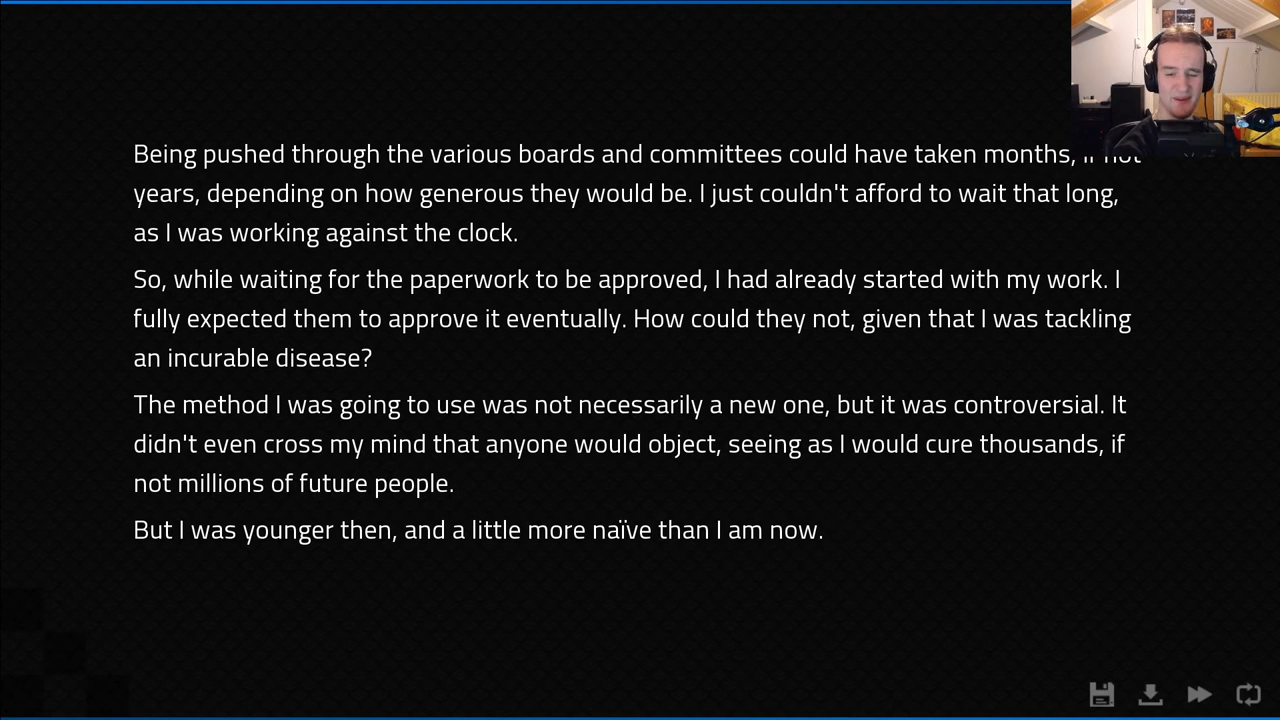 Being pushed through the various boards and committees could have taken months, if not
years, depending on how generous they would be. I just couldn't afford to wait that long,
as I was working against the clock.
So, while waiting for the paperwork to be approved, I had already started with my work. I
fully expected them to approve it eventually. How could they not, given that I was tackling
an incurable disease?
The method I was going to use was not necessarily a new one, but it was controversial. It
didn't even cross my mind that anyone would object, seeing as I would cure thousands, if
not millions of future people.
But I was younger then, and a little more naïve than I am now.